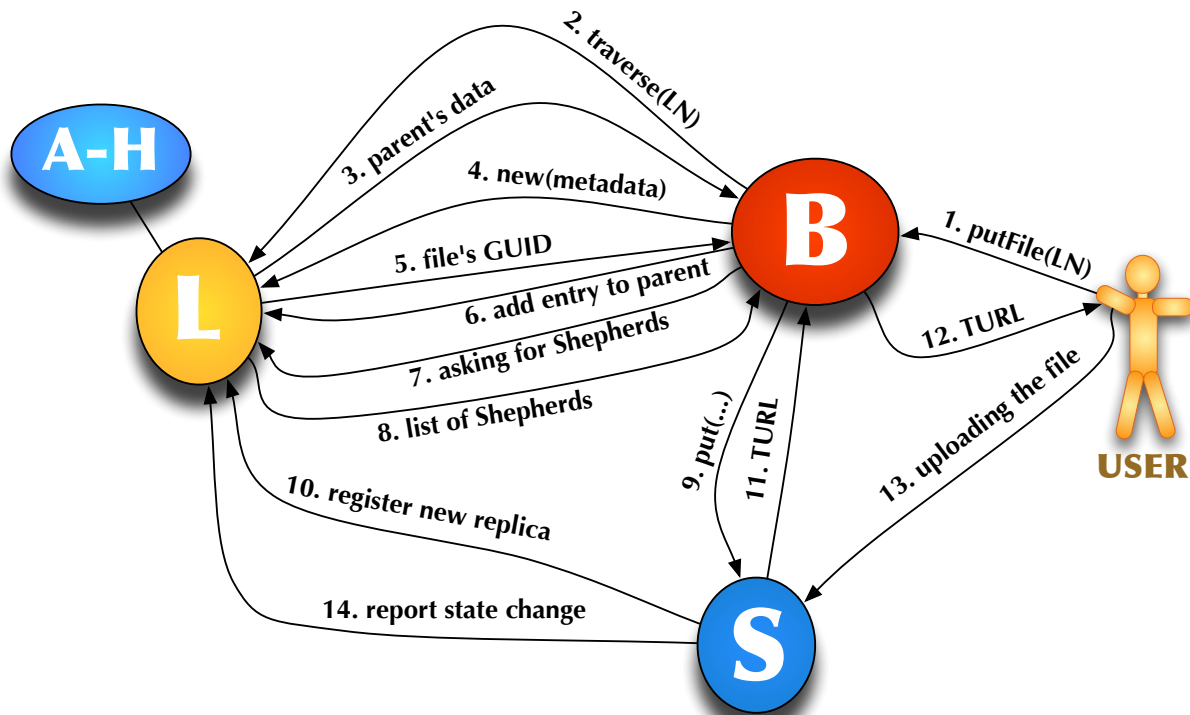 2. traverse(LN)
3. parent's data
A-H
4. new(metadata)
B
1. putFile(LN)
5. file's GUID
L
6. add entry to parent
12. TURL
7. asking for Shepherds
8. list of Shepherds
9. put(...)
11. TURL
13. uploading the file
USER
10. register new replica
14. report state change
S